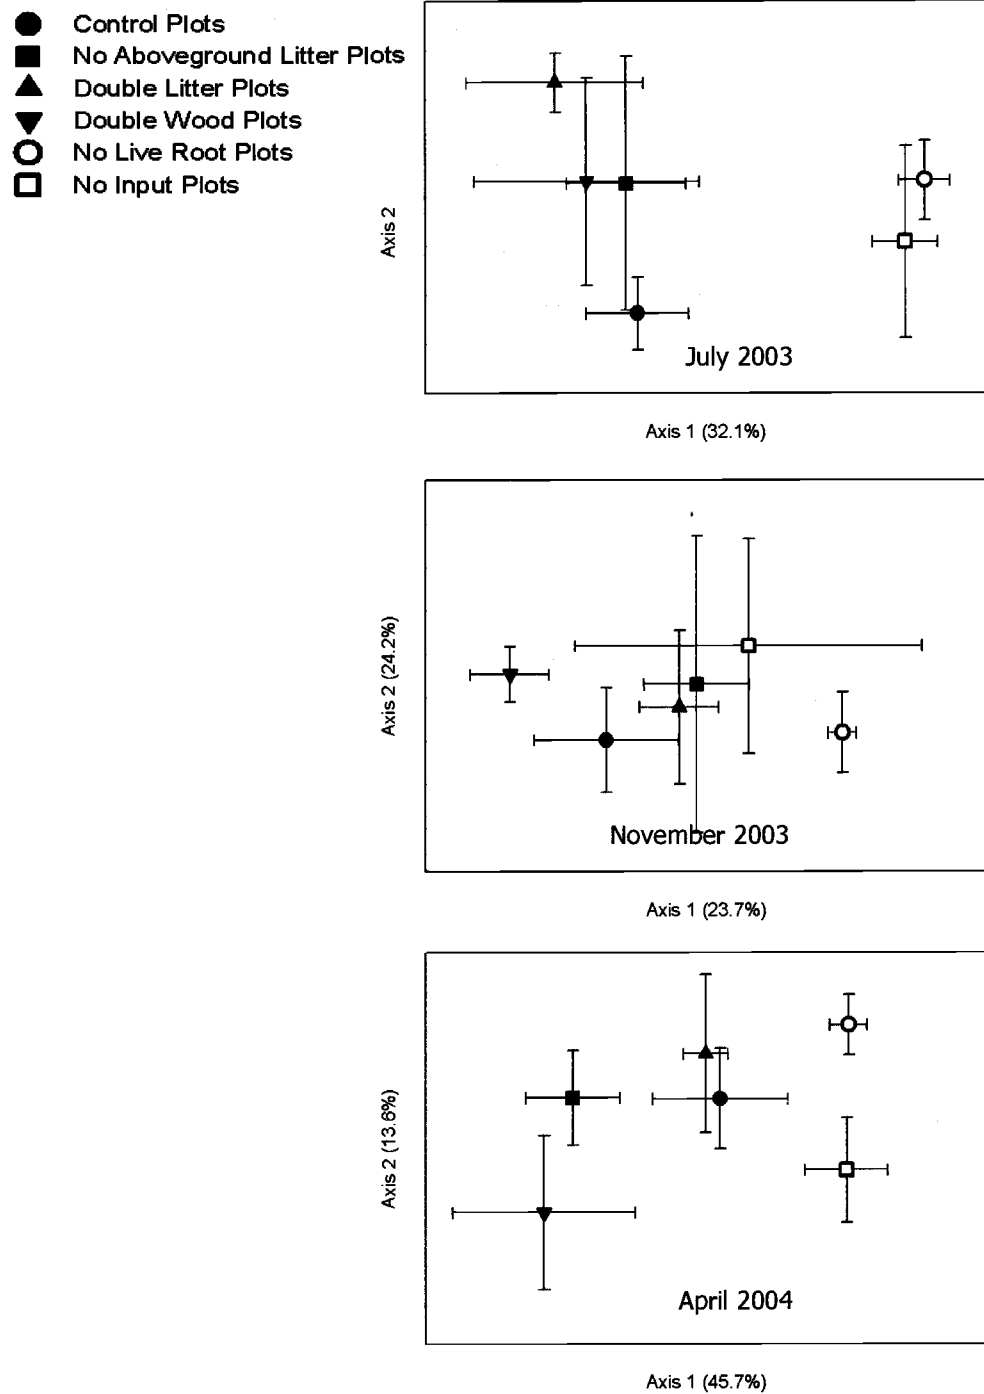 Control Plots
No Aboveground Litter Plots
Double Litter Plots
Double Wood Plots
No Live Root Plots
No Input Plots
Axis 2
July 2003
Axis 1 (32.1%)
Axis 2 (24.2%)
November 2003
Axis 1 (23.7%)
Axis 2 (13.6%)
April 2004
Axis 1 (45.7%)